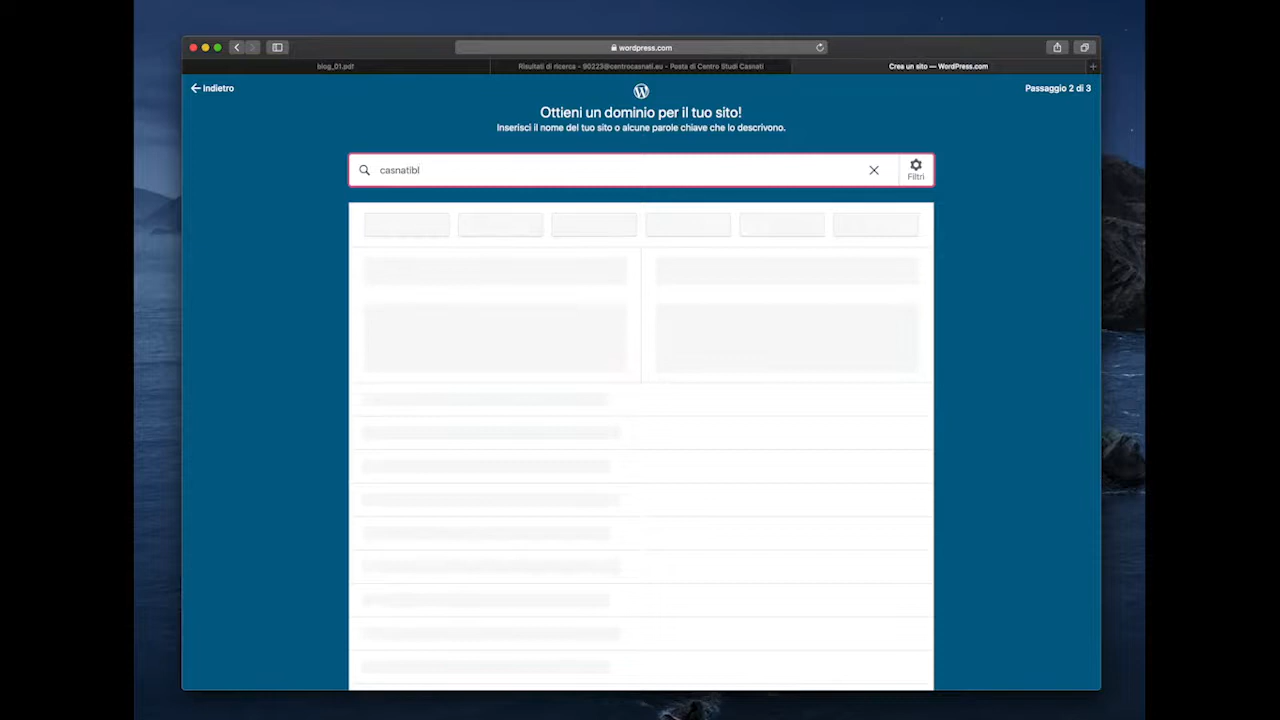 wordpress.com
blog_01.pdf
Risultati di ricerca - 90223@centrocasnati.eu - Posta di Centro Studi Casnati
Crea un sito — WordPress.com
Indietro
Passaggio 2 di 3
Ottieni un dominio per il tuo sito!
Inserisci il nome del tuo sito o alcune parole chiave che lo descrivono.
casnatibl
Filtri